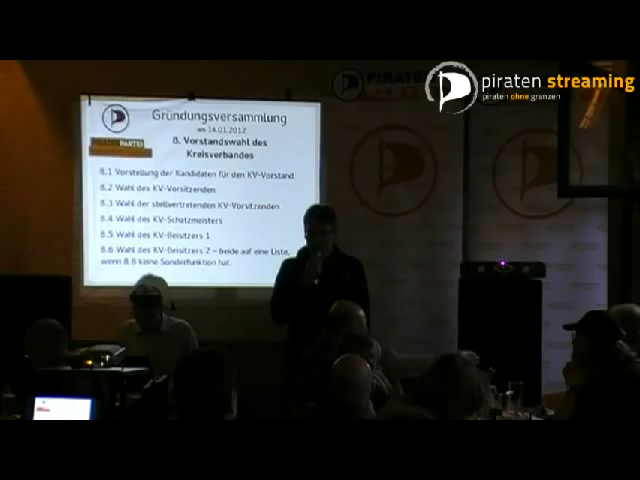 piraten streaming
piraten ohne grenzen
PIRATEN
Gründungsversammlung
am 14.01.2012
PIRATENPARTEI
8. Vorstandswahl des
Kreisverbandes
8.1 Vorstellung der Kandidaten für den KV-Vorstand
8.2 Wahl des KV-Vorsitzenden
8.3 Wahl der stellvertretenden KV-Vorsitzenden
8.4 Wahl des KV-Schatzmeisters
8.5 Wahl des KV-Beisitzers 1
8.6 Wahl des KV-Beisitzers 2 – beide auf eine Liste,
wenn 8.6 keine Sonderfunktion hat.